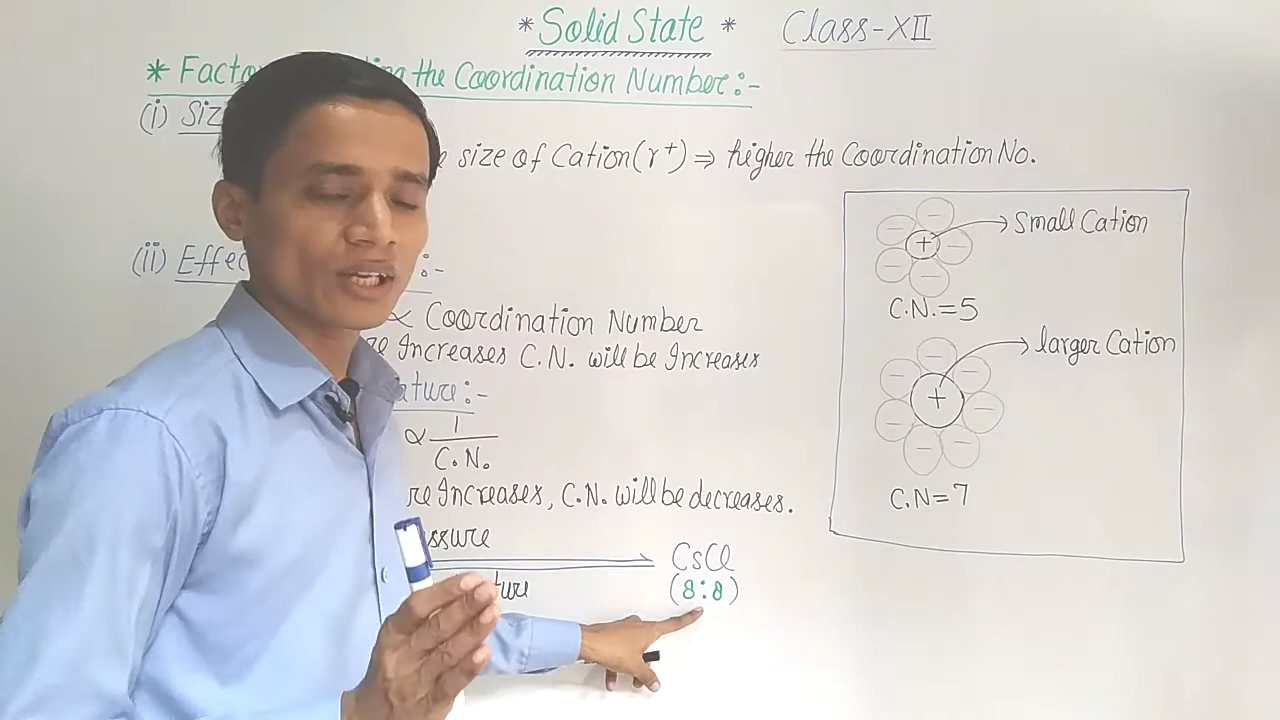 * Solid State * Class-XII
* Facto the Coordination Number:-
(i) Siz
size of Cation(r⁺) ⇒ higher the Coordination No.
(ii) Effec :-
∝ Coordination Number
Increases C.N. will be Increases
ature:-
∝ 1
C.N.
re Increases, C.N. will be decreases.
ssure
CsCl
ture
(8:8)
+ → Small Cation
C.N.=5
+ → larger Cation
C.N=7